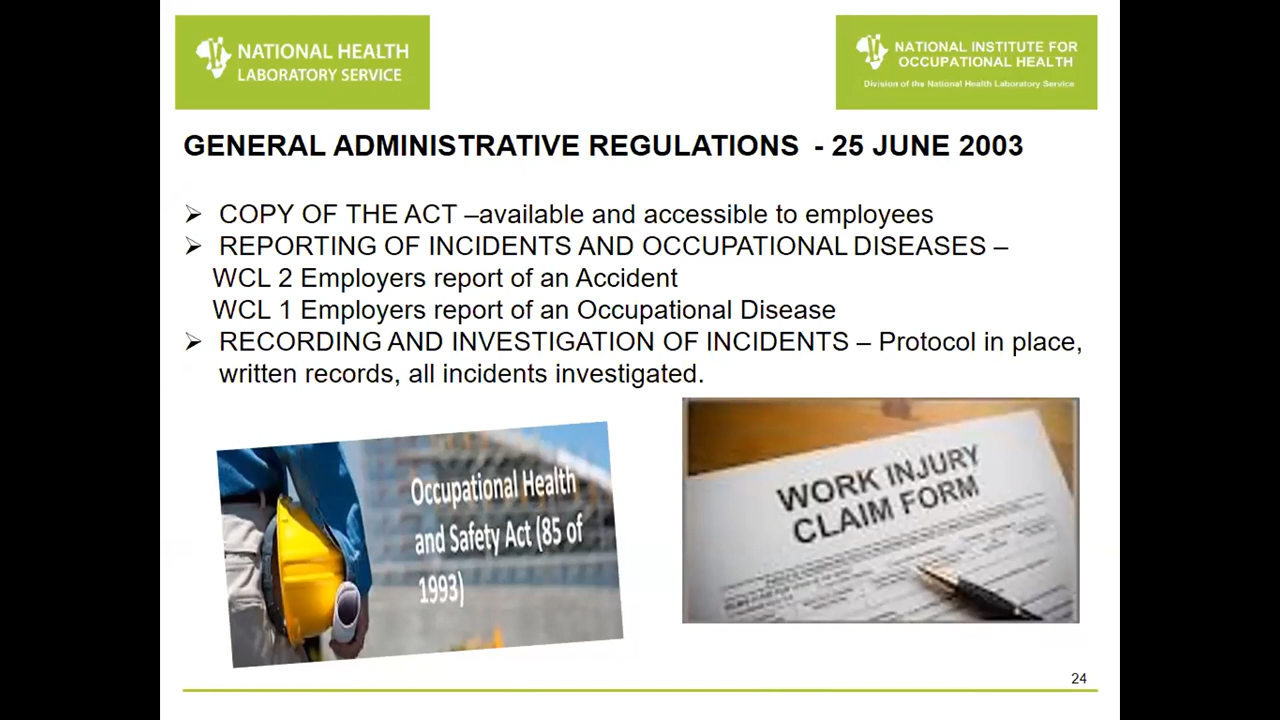 NATIONAL HEALTH
LABORATORY SERVICE
NATIONAL INSTITUTE FOR
OCCUPATIONAL HEALTH
Division of the National Health Laboratory Service
GENERAL ADMINISTRATIVE REGULATIONS - 25 JUNE 2003
➢ COPY OF THE ACT –available and accessible to employees
➢ REPORTING OF INCIDENTS AND OCCUPATIONAL DISEASES –
WCL 2 Employers report of an Accident
WCL 1 Employers report of an Occupational Disease
➢ RECORDING AND INVESTIGATION OF INCIDENTS – Protocol in place,
written records, all incidents investigated.
Occupational Health
and Safety Act (85 of
1993)
WORK INJURY
CLAIM FORM
24